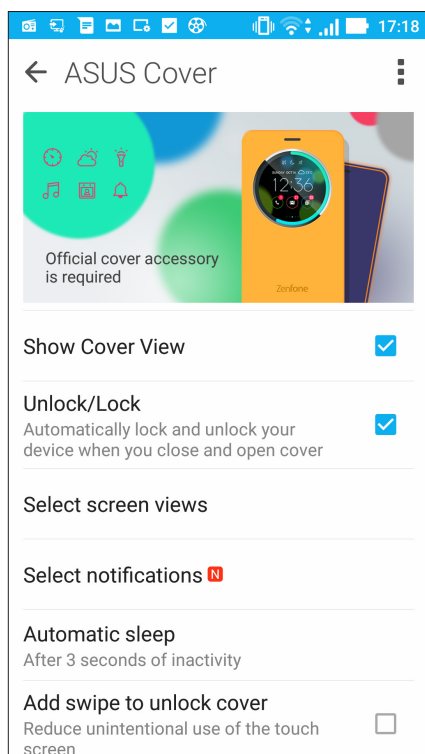 17:18
ASUS Cover
12:36
Official cover accessory
is required
Zenfone
Show Cover View
Unlock/Lock
Automatically lock and unlock your
device when you close and open cover
Select screen views
Select notifications N
Automatic sleep
After 3 seconds of inactivity
Add swipe to unlock cover
Reduce unintentional use of the touch
screen